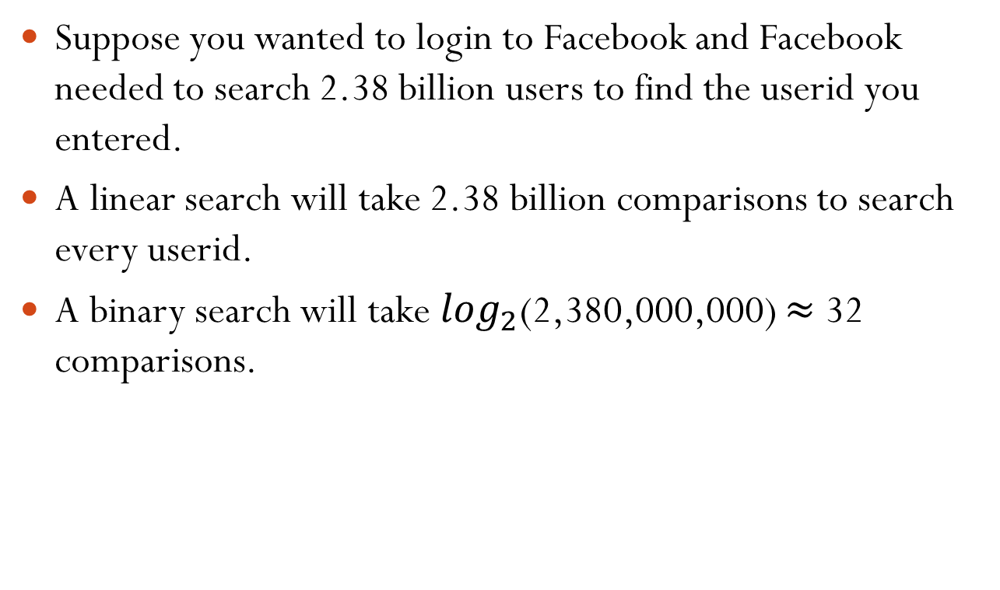 • Suppose you wanted to login to Facebook and Facebook
needed to search 2.38 billion users to find the userid you
entered.
• A linear search will take 2.38 billion comparisons to search
every userid.
• A binary search will take log₂(2,380,000,000) ≈ 32
comparisons.